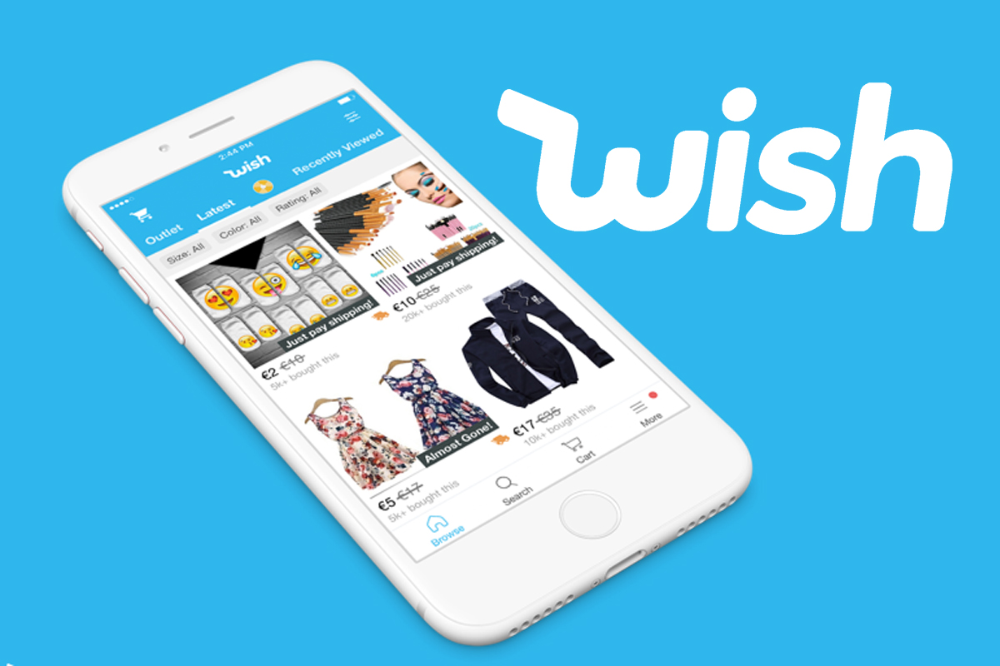 wish
2:44 PM
wish
Outlet
Latest
Recently Viewed
Size: All
Color: All
Rating: All
Just pay shipping!
€2 €10
5k+ bought this
Just pay shipping!
€10 €25
20k+ bought this
Almost Gone!
€5 €17
5k+ bought this
€17 €35
10k+ bought this
Browse
Search
Cart
More